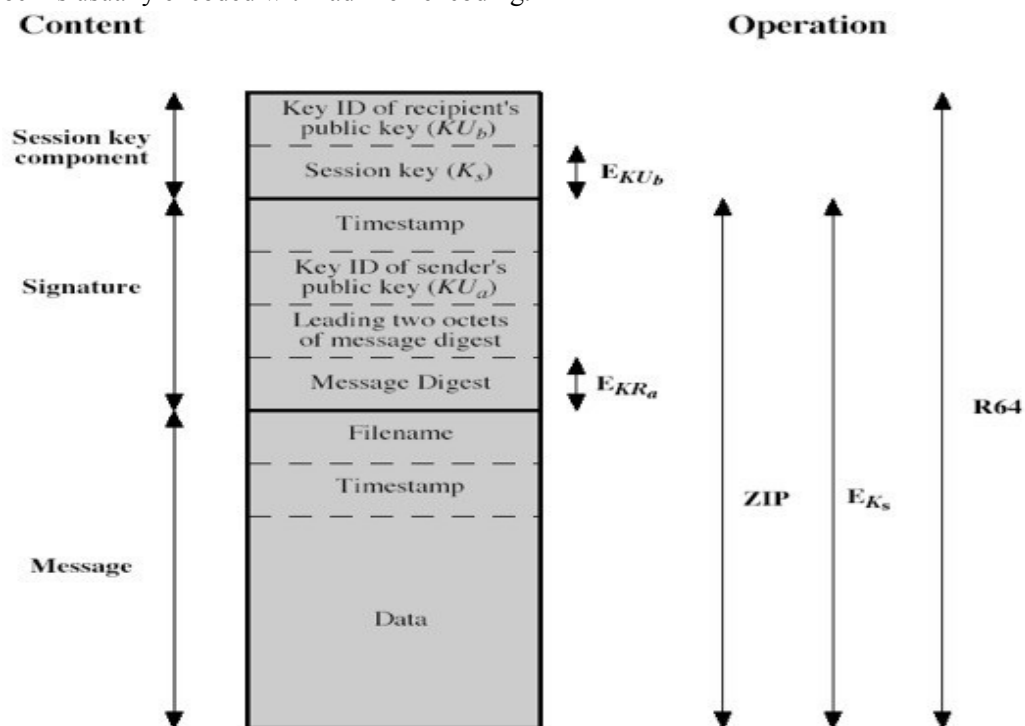 Content
Operation
Session key
component
Key ID of recipient's
public key (KUb)
Session key (Ks)
EKUb
Signature
Timestamp
Key ID of sender's
public key (KUa)
Leading two octets
of message digest
Message Digest
EKRa
Message
Filename
Timestamp
Data
ZIP
EKs
R64